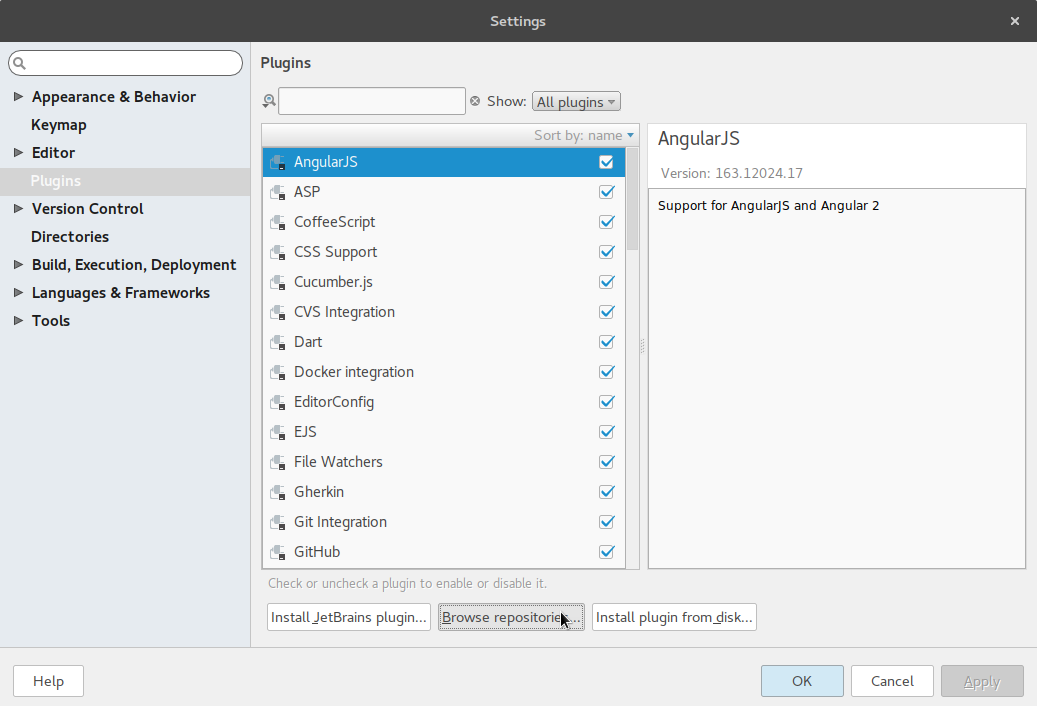 Settings
Appearance & Behavior
Keymap
Editor
Plugins
Version Control
Directories
Build, Execution, Deployment
Languages & Frameworks
Tools
Plugins
Show: All plugins
Sort by: name
AngularJS
ASP
CoffeeScript
CSS Support
Cucumber.js
CVS Integration
Dart
Docker integration
EditorConfig
EJS
File Watchers
Gherkin
Git Integration
GitHub
AngularJS
Version: 163.12024.17
Support for AngularJS and Angular 2
Check or uncheck a plugin to enable or disable it.
Install JetBrains plugin... Browse repositories... Install plugin from disk...
Help OK Cancel Apply